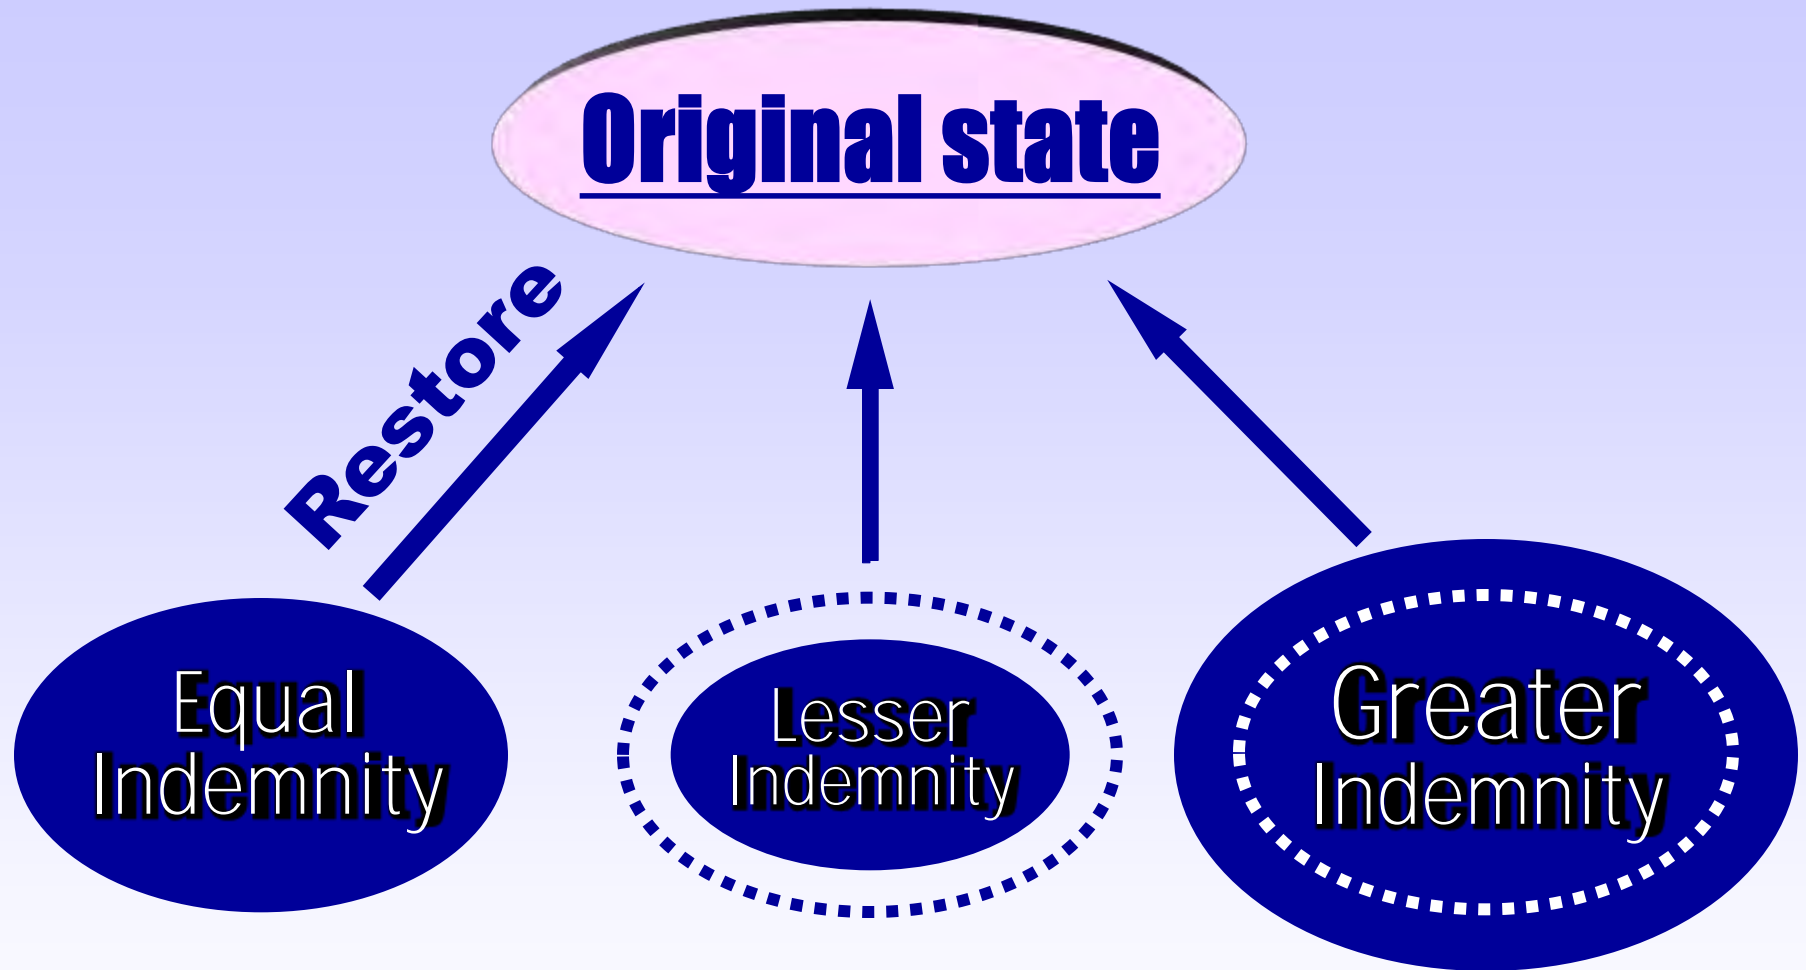 Original state
Restore
Equal
Indemnity
Lesser
Indemnity
Greater
Indemnity